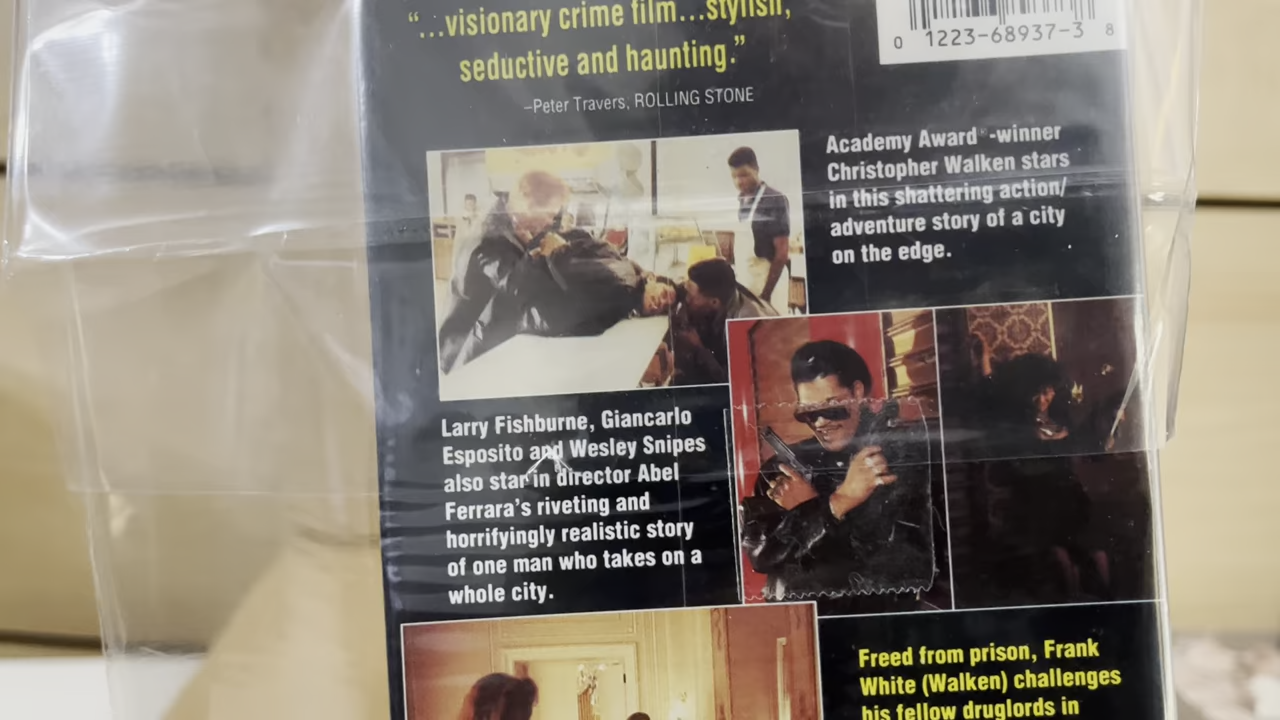 “...visionary crime film...stylish,
seductive and haunting.”
–Peter Travers, ROLLING STONE
0 1223-68937-3 8
Academy Award®-winner
Christopher Walken stars
in this shattering action/
adventure story of a city
on the edge.
Larry Fishburne, Giancarlo
Esposito and Wesley Snipes
also star in director Abel
Ferrara's riveting and
horrifyingly realistic story
of one man who takes on a
whole city.
Freed from prison, Frank
White (Walken) challenges
his fellow druglords in